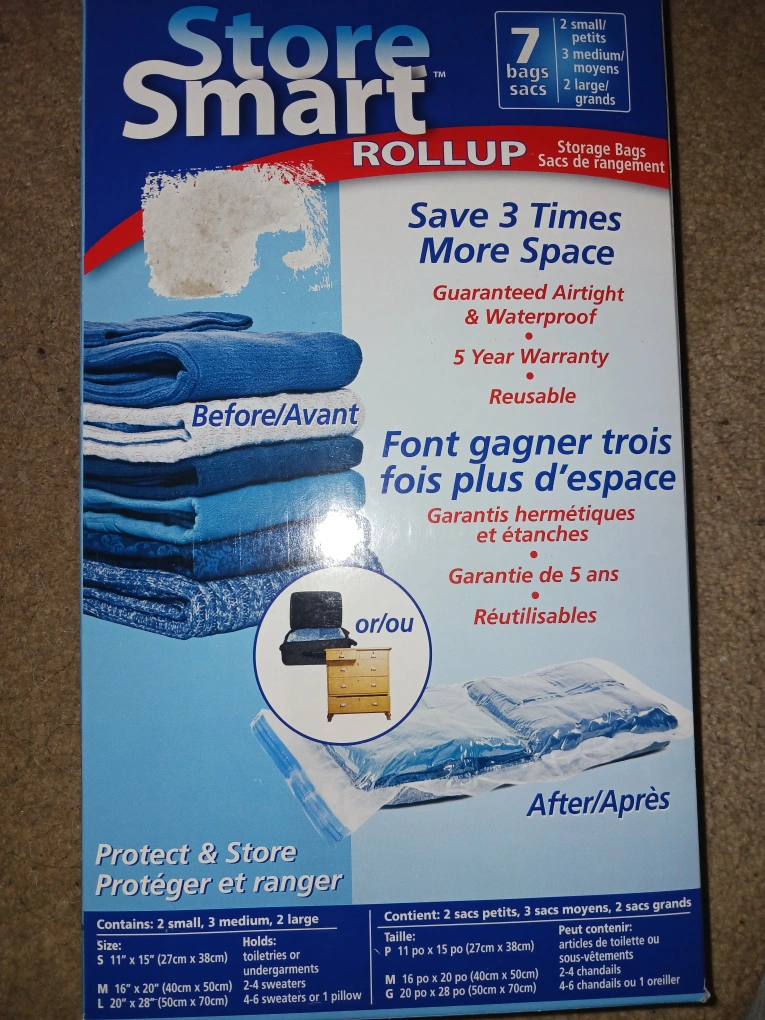 Store
Smart™
7
bags
sacs
2 small/
petits
3 medium/
moyens
2 large/
grands
ROLLUP
Storage Bags
Sacs de rangement
Save 3 Times
More Space
Guaranteed Airtight
& Waterproof
•
5 Year Warranty
•
Reusable
Before/Avant
Font gagner trois
fois plus d'espace
Garantis hermétiques
et étanches
•
Garantie de 5 ans
•
Réutilisables
or/ou
After/Après
Protect & Store
Protéger et ranger
Contains: 2 small, 3 medium, 2 large
Size: Holds:
S 11" x 15" (27cm x 38cm) toiletries or
undergarments
M 16" x 20" (40cm x 50cm) 2-4 sweaters
L 20" x 28" (50cm x 70cm) 4-6 sweaters or 1 pillow
Contient: 2 sacs petits, 3 sacs moyens, 2 sacs grands
Taille: Peut contenir:
P 11 po x 15 po (27cm x 38cm) articles de toilette ou
sous-vêtements
M 16 po x 20 po (40cm x 50cm) 2-4 chandails
G 20 po x 28 po (50cm x 70cm) 4-6 chandails ou 1 oreiller